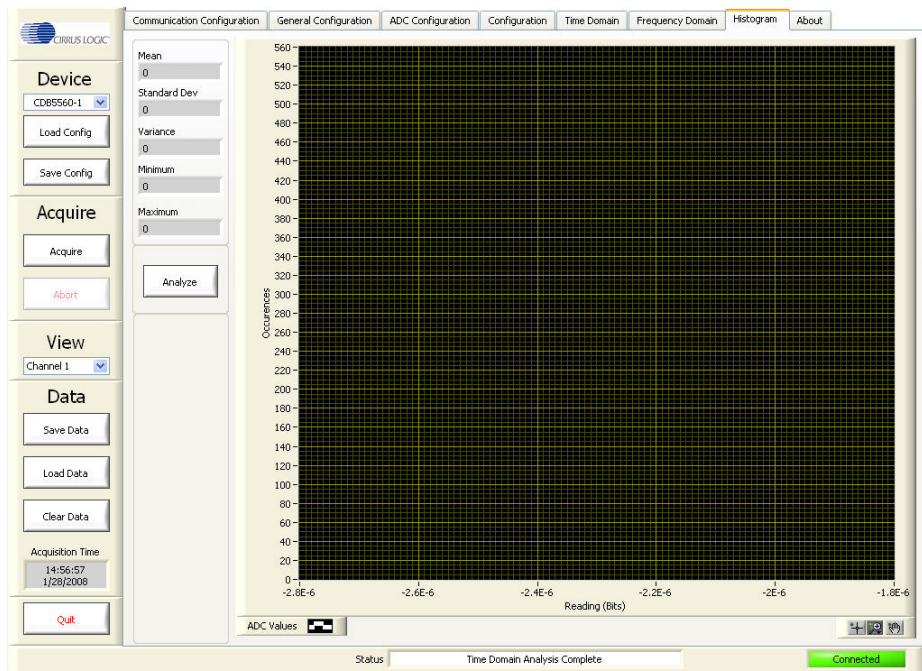 CIRRUS LOGIC
Communication Configuration
General Configuration
ADC Configuration
Configuration
Time Domain
Frequency Domain
Histogram
About
Device
CDB5560-1
Load Config
Save Config
Acquire
Acquire
Abort
View
Channel 1
Data
Save Data
Load Data
Clear Data
Acquisition Time
14:56:57
1/28/2008
Quit
Mean
0
Standard Dev
0
Variance
0
Minimum
0
Maximum
0
Analyze
Occurences
560
540
520
500
480
460
440
420
400
380
360
340
320
300
280
260
240
220
200
180
160
140
120
100
80
60
40
20
0
-2.8E-6
-2.6E-6
-2.4E-6
-2.2E-6
-2E-6
-1.8E-6
Reading (Bits)
ADC Values
Status
Time Domain Analysis Complete
Connected